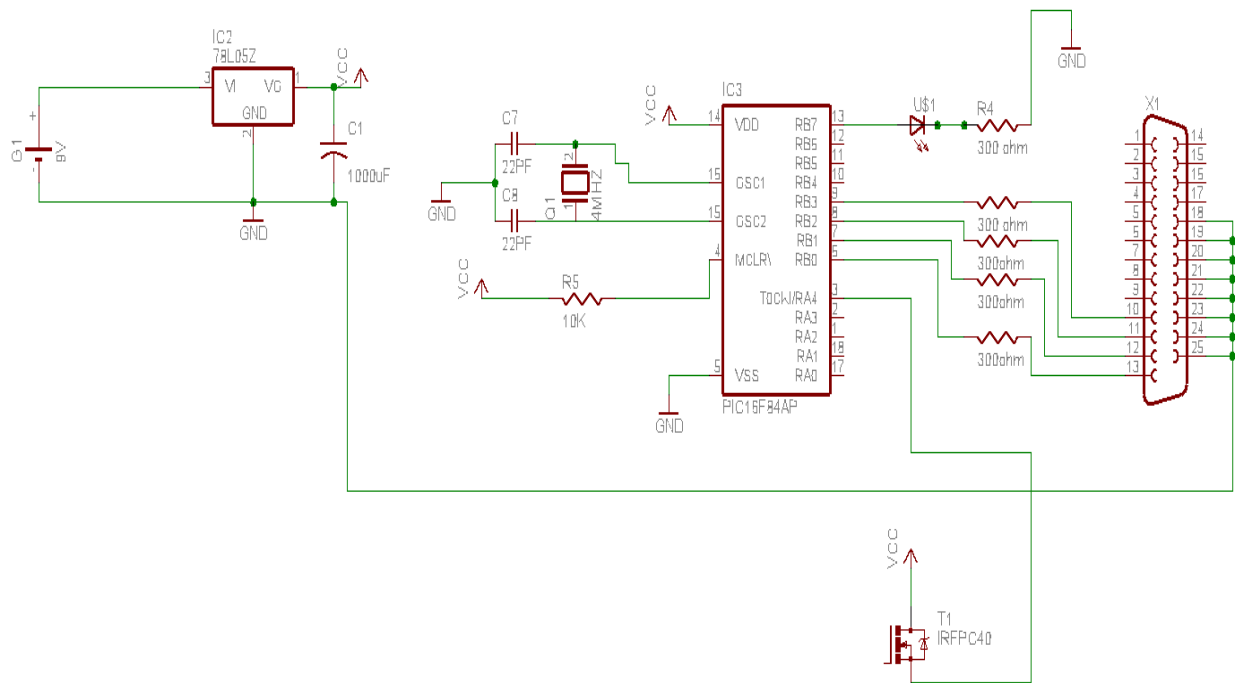 IC2
78L05Z
3 VI VO 1
GND
2
VCC
G1
+
-
9V
C1
1000uF
GND
C7
22PF
C8
22PF
GND
Q1
2
1
4MHZ
VCC
R5
10K
VCC
IC3
14 VDD
15 OSC1
15 OSC2
4 MCLR\
5 VSS
GND
RB7 13
RB6 12
RB5 11
RB4 10
RB3 9
RB2 8
RB1 7
RB0 6
RA4 3
RA3 2
RA2 1
RA1 18
RA0 17
PIC16F84AP
U$1
R4
300 ohm
GND
300 ohm
300ohm
300ohm
300ohm
X1
1 14
2 15
3 15
4 17
5 18
6 19
7 20
8 21
9 22
10 23
11 24
12 25
13
VCC
T1
IRFPC40